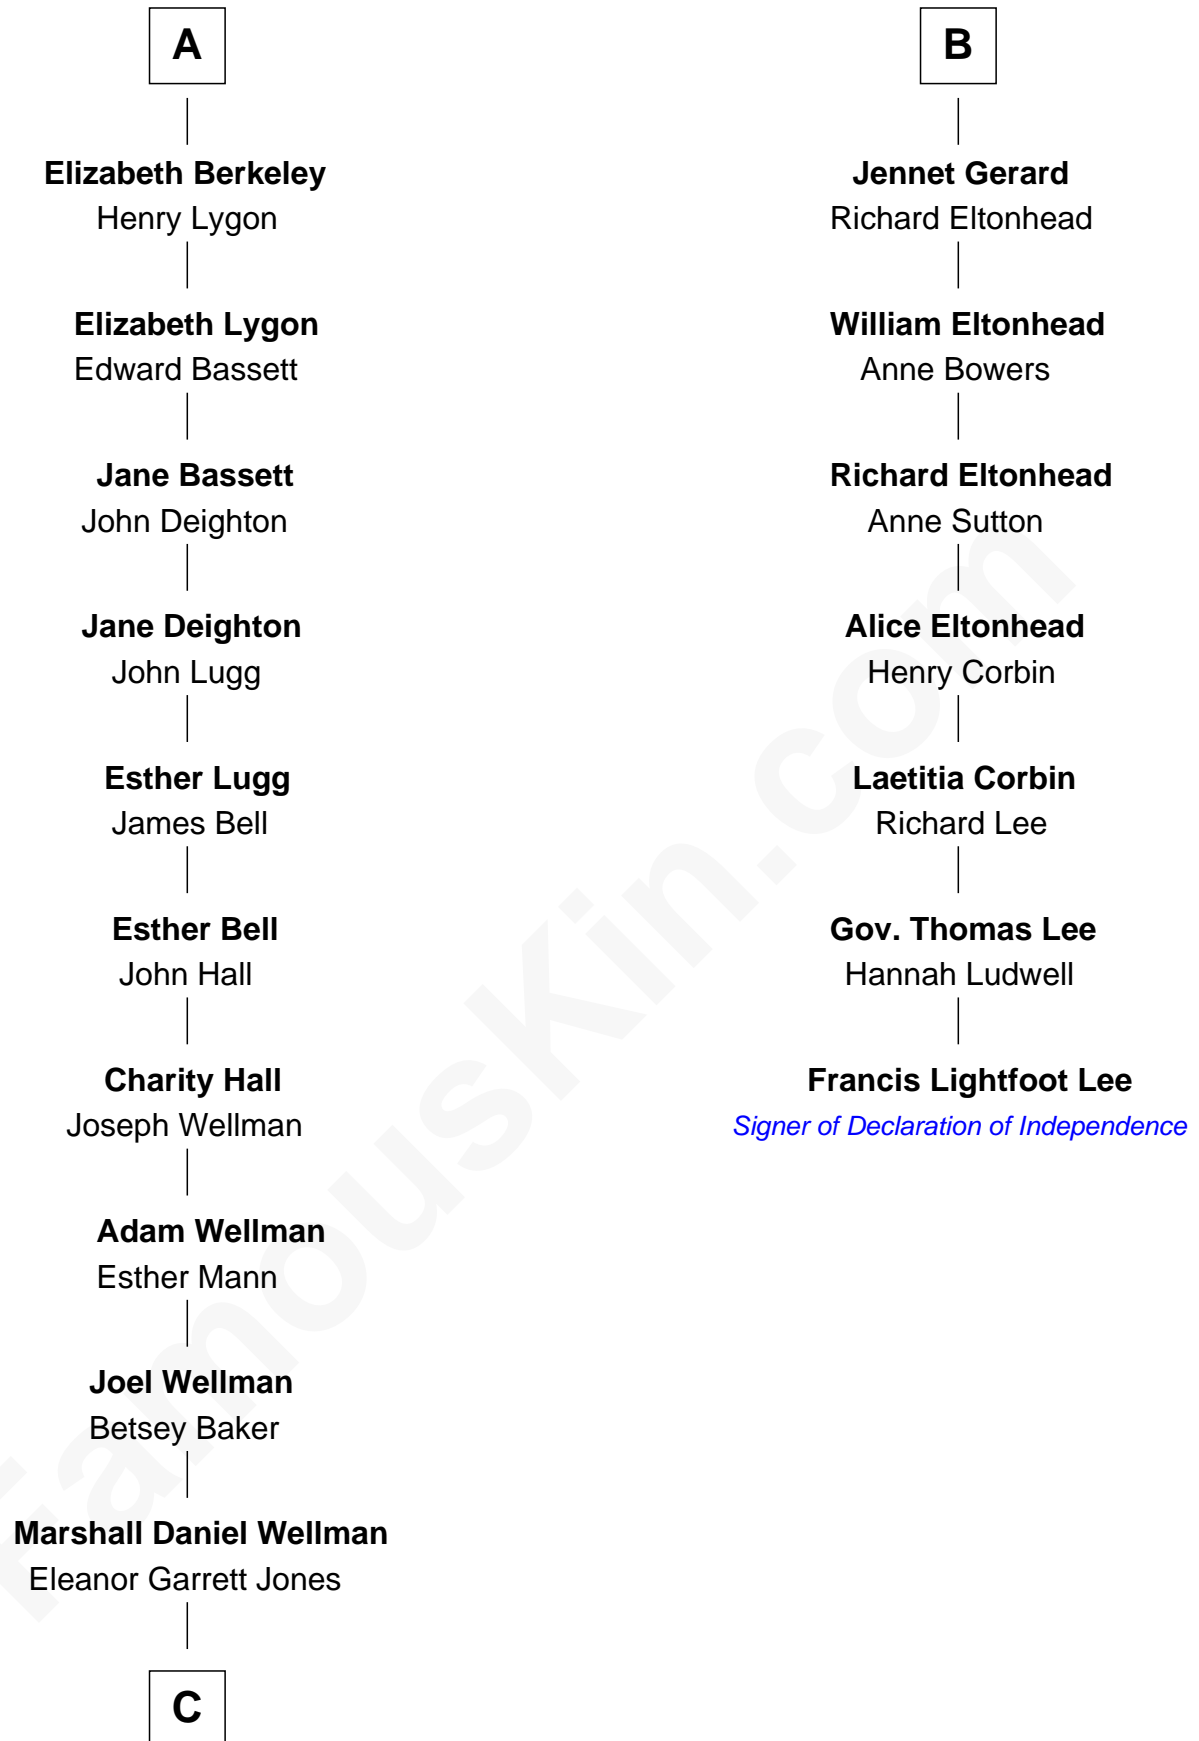 A
Elizabeth Berkeley
Henry Lygon
Elizabeth Lygon
Edward Bassett
Jane Bassett
John Deighton
Jane Deighton
John Lugg
Esther Lugg
James Bell
Esther Bell
John Hall
Charity Hall
Joseph Wellman
Adam Wellman
Esther Mann
Joel Wellman
Betsey Baker
Marshall Daniel Wellman
Eleanor Garrett Jones
C
B
Jennet Gerard
Richard Eltonhead
William Eltonhead
Anne Bowers
Richard Eltonhead
Anne Sutton
Alice Eltonhead
Henry Corbin
Laetitia Corbin
Richard Lee
Gov. Thomas Lee
Hannah Ludwell
Francis Lightfoot Lee
Signer of Declaration of Independence
FamousKin.com